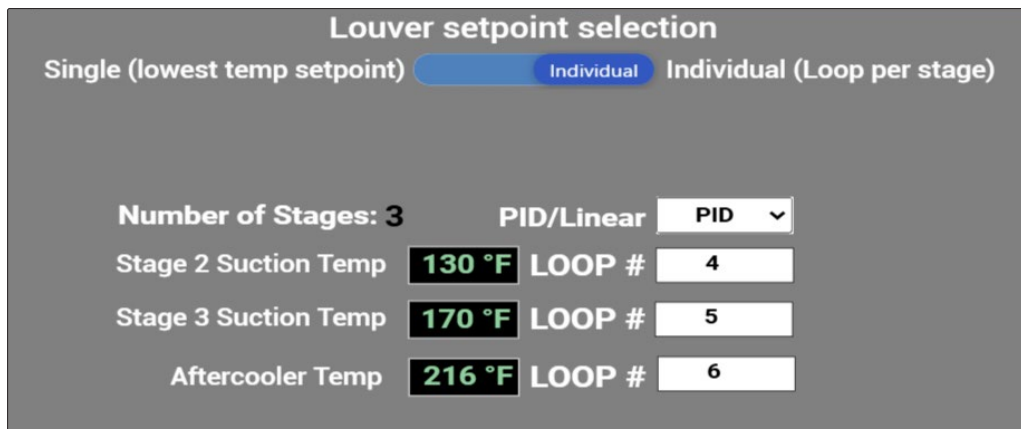 Louver setpoint selection
Single (lowest temp setpoint) Individual Individual (Loop per stage)
Number of Stages: 3 PID/Linear PID
Stage 2 Suction Temp 130 °F LOOP # 4
Stage 3 Suction Temp 170 °F LOOP # 5
Aftercooler Temp 216 °F LOOP # 6